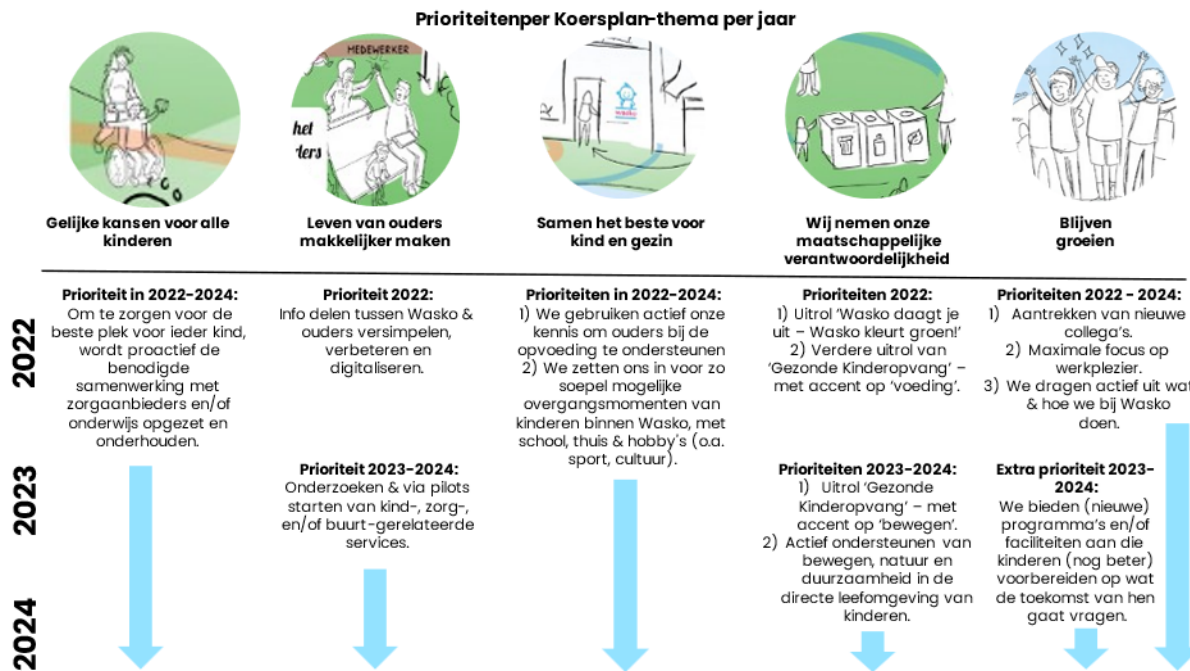 Prioriteitenper Koersplan-thema per jaar
MEDEWERKER
het
wasko
Gelijke kansen voor alle
kinderen
Leven van ouders
makkelijker maken
Samen het beste voor
kind en gezin
Wij nemen onze
maatschappelijke
verantwoordelijkheid
Blijven
groeien
2022
Prioriteit in 2022-2024:
Om te zorgen voor de
beste plek voor ieder kind,
wordt proactief de
benodigde
samenwerking met
zorgaanbieders en/of
onderwijs opgezet en
onderhouden.
Prioriteit 2022:
Info delen tussen Wasko &
ouders versimpelen,
verbeteren en
digitaliseren.
Prioriteiten in 2022-2024:
1) We gebruiken actief onze
kennis om ouders bij de
opvoeding te ondersteunen
2) We zetten ons in voor zo
soepel mogelijke
overgangsmomenten van
kinderen binnen Wasko, met
school, thuis & hobby's (o.a.
sport, cultuur).
Prioriteiten 2022:
1) Uitrol ‘Wasko daagt je
uit – Wasko kleurt groen!’
2) Verdere uitrol van
‘Gezonde Kinderopvang’ –
met accent op ‘voeding’.
Prioriteiten 2022 - 2024:
1) Aantrekken van nieuwe
collega’s.
2) Maximale focus op
werkplezier.
3) We dragen actief uit wat
& hoe we bij Wasko
doen.
2023
Prioriteit 2023-2024:
Onderzoeken & via pilots
starten van kind-, zorg-,
en/of buurt-gerelateerde
services.
Prioriteiten 2023-2024:
1) Uitrol ‘Gezonde
Kinderopvang’ – met
accent op ‘bewegen’.
2) Actief ondersteunen van
bewegen, natuur en
duurzaamheid in de
directe leefomgeving van
kinderen.
Extra prioriteit 2023-
2024:
We bieden (nieuwe)
programma’s en/of
faciliteiten aan die
kinderen (nog beter)
voorbereiden op wat
de toekomst van hen
gaat vragen.
2024